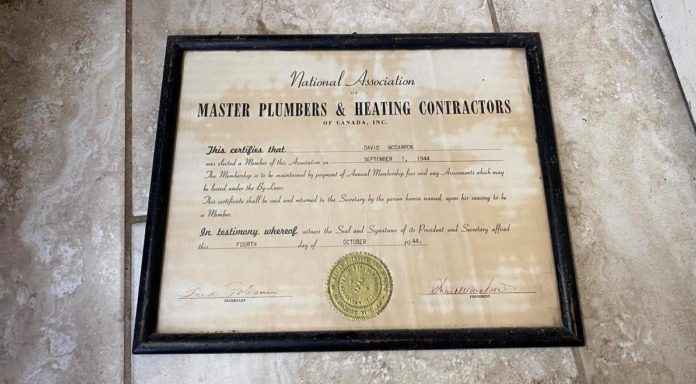 National Association
OF
MASTER PLUMBERS & HEATING CONTRACTORS
OF CANADA, INC.
This certifies that DAVID MCCARRON
was elected a Member of this Association on SEPTEMBER 1, 1944
The Membership is to be maintained by payment of Annual Membership fees and any Assessments which may
be levied under the By-Laws.
This certificate shall be void and returned to the Secretary by the person herein named, upon his ceasing to be
a Member.
In testimony whereof witness the Seal and Signatures of its President and Secretary affixed
this FOURTH day of OCTOBER 1944.
SECRETARY
PRESIDENT